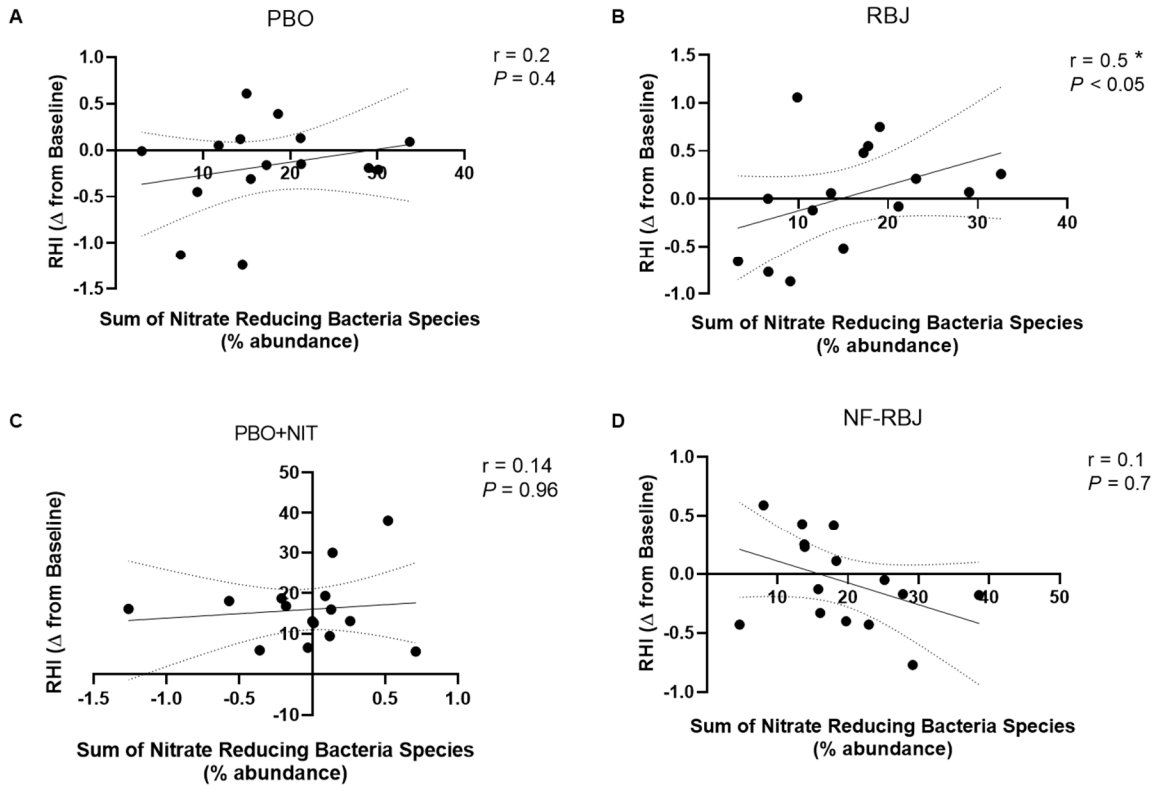 A
PBO
r = 0.2
P = 0.4
1.0
0.5
0.0
-0.5
-1.0
-1.5
10
20
30
40
RHI (Δ from Baseline)
Sum of Nitrate Reducing Bacteria Species
(% abundance)
B
RBJ
r = 0.5 *
P < 0.05
1.5
1.0
0.5
0.0
-0.5
-1.0
10
20
30
40
RHI (Δ from Baseline)
Sum of Nitrate Reducing Bacteria Species
(% abundance)
C
PBO+NIT
r = 0.14
P = 0.96
50
40
30
20
10
-10
-1.5
-1.0
-0.5
0.5
1.0
RHI (Δ from Baseline)
Sum of Nitrate Reducing Bacteria Species
(% abundance)
D
NF-RBJ
r = 0.1
P = 0.7
1.0
0.5
0.0
-0.5
-1.0
10
20
30
40
50
RHI (Δ from Baseline)
Sum of Nitrate Reducing Bacteria Species
(% abundance)